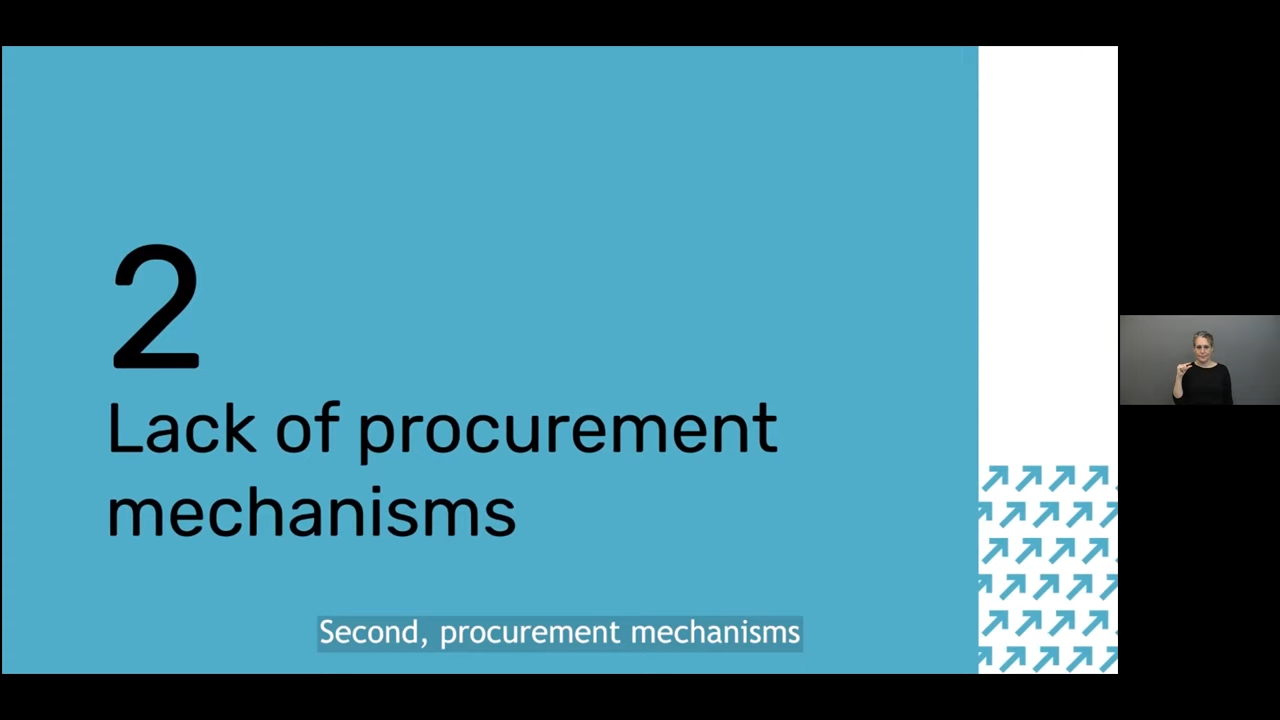 2
Lack of procurement
mechanisms
Second, procurement mechanisms